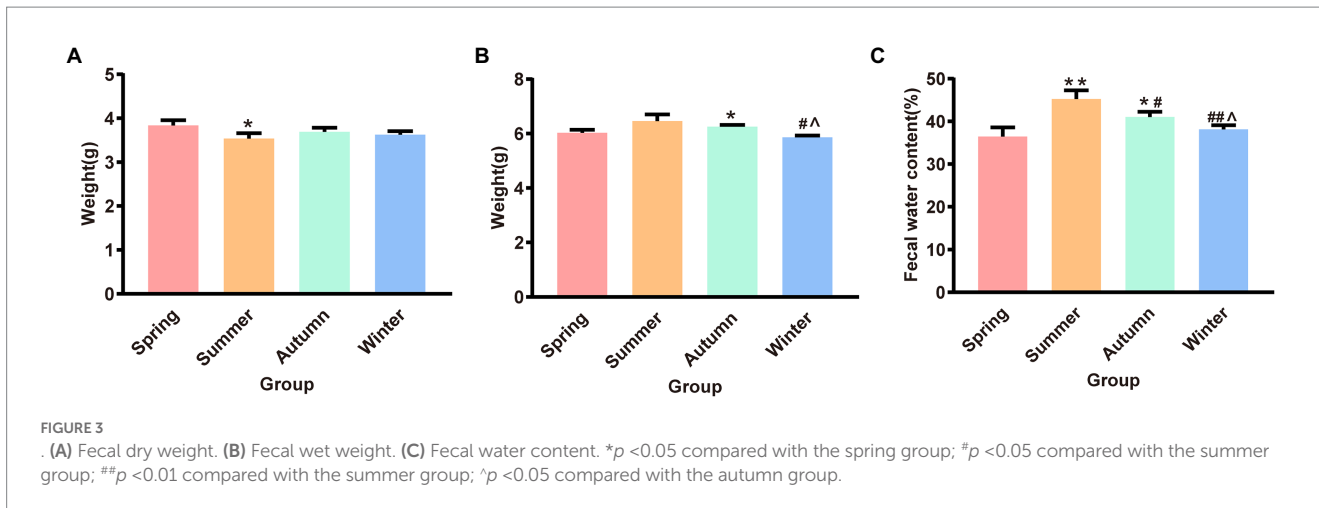 A
5
4
3
2
1
0
Weight(g)
*
Spring
Summer
Autumn
Winter
Group
B
8
6
4
2
0
Weight(g)
*
#^
Spring
Summer
Autumn
Winter
Group
C
50
40
30
20
10
0
Fecal water content(%)
**
*#
##^
Spring
Summer
Autumn
Winter
Group
FIGURE 3
. (A) Fecal dry weight. (B) Fecal wet weight. (C) Fecal water content. *p <0.05 compared with the spring group; #p <0.05 compared with the summer
group; ##p <0.01 compared with the summer group; ^p <0.05 compared with the autumn group.